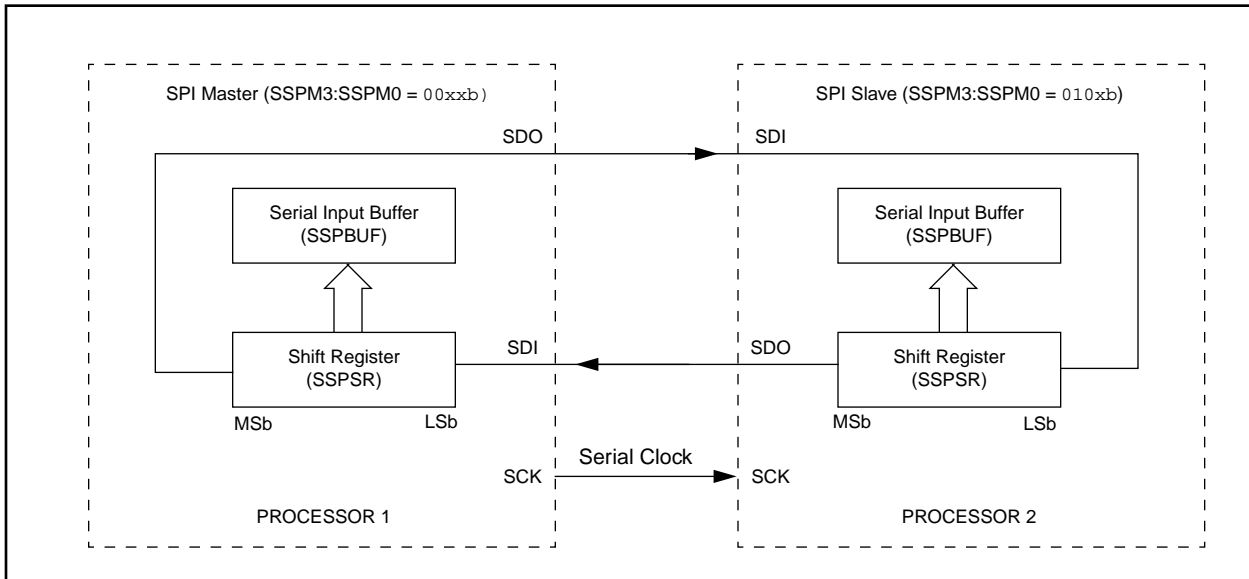 SPI Master (SSPM3:SSPM0 = 00xxb)
SPI Slave (SSPM3:SSPM0 = 010xb)
SDO
SDI
Serial Input Buffer
(SSPBUF)
Serial Input Buffer
(SSPBUF)
Shift Register
(SSPSR)
SDI
SDO
Shift Register
(SSPSR)
MSb
LSb
MSb
LSb
Serial Clock
SCK
SCK
PROCESSOR 1
PROCESSOR 2